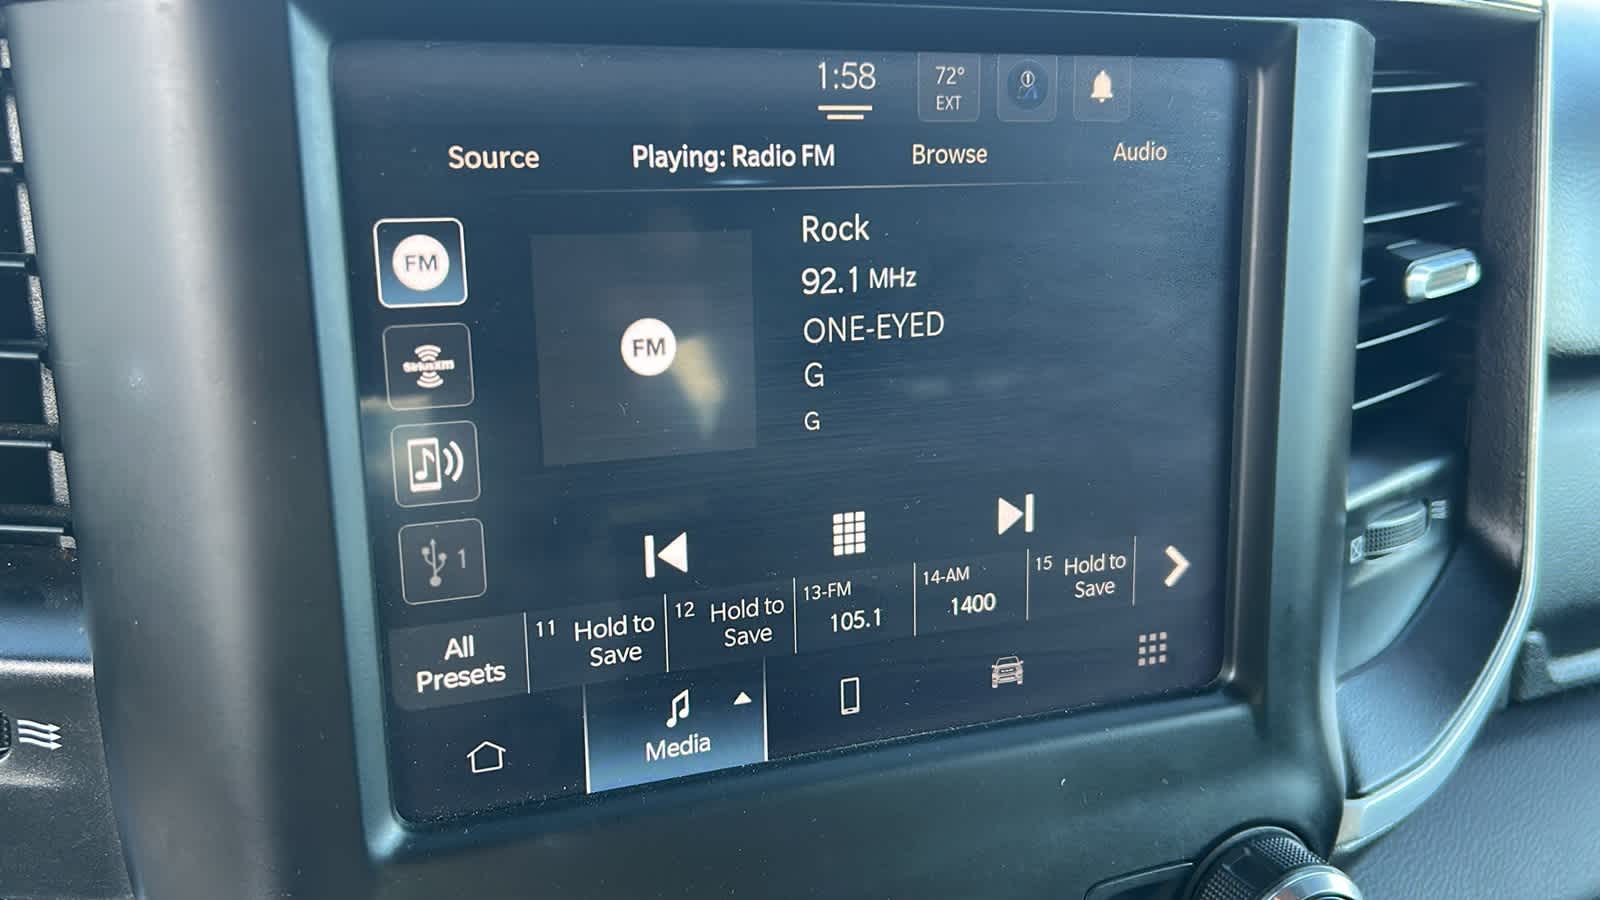 1:58
72°
EXT
1
Source
Playing: Radio FM
Browse
Audio
FM
SiriusXM
1
FM
Rock
92.1 MHz
ONE-EYED
G
G
All
Presets
11 Hold to
Save
12 Hold to
Save
13-FM
105.1
14-AM
1400
15 Hold to
Save
Media